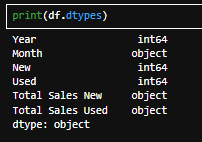 print(df.dtypes)
Year int64
Month object
New int64
Used int64
Total Sales New object
Total Sales Used object
dtype: object